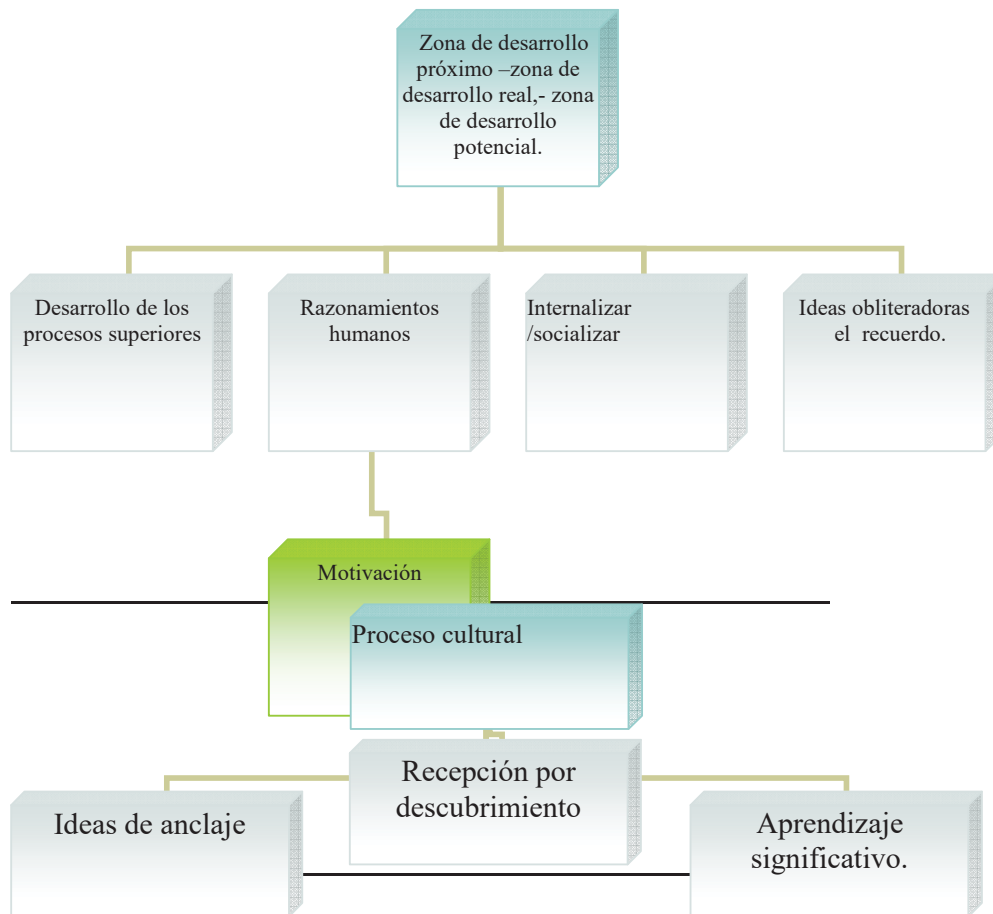 Zona de desarrollo
próximo –zona de
desarrollo real,- zona
de desarrollo
potencial.
Desarrollo de los
procesos superiores
Razonamientos
humanos
Internalizar
/socializar
Ideas obliteradoras
el recuerdo.
Motivación
Proceso cultural
Recepción por
descubrimiento
Ideas de anclaje
Aprendizaje
significativo.